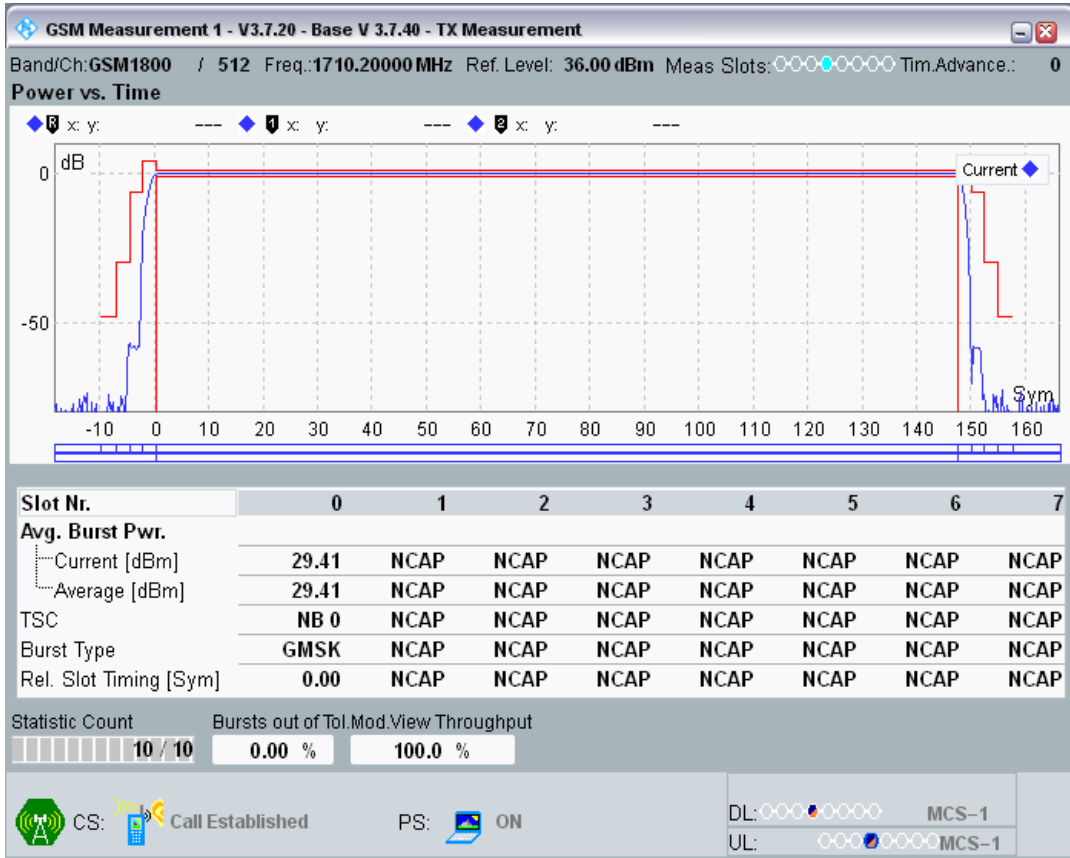 GSM Measurement 1 - V3.7.20 - Base V 3.7.40 - TX Measurement
Band/Ch:GSM1800 / 512 Freq.:1710.20000 MHz Ref. Level: 36.00 dBm Meas Slots: Tim.Advance.: 0
Power vs. Time
R x: y: --- 1 x: y: --- 2 x: y: ---
dB
Current
0
-50
Sym
-10 0 10 20 30 40 50 60 70 80 90 100 110 120 130 140 150 160
Slot Nr. 0 1 2 3 4 5 6 7
Avg. Burst Pwr.
Current [dBm] 29.41 NCAP NCAP NCAP NCAP NCAP NCAP NCAP
Average [dBm] 29.41 NCAP NCAP NCAP NCAP NCAP NCAP NCAP
TSC NB 0 NCAP NCAP NCAP NCAP NCAP NCAP NCAP
Burst Type GMSK NCAP NCAP NCAP NCAP NCAP NCAP NCAP
Rel. Slot Timing [Sym] 0.00 NCAP NCAP NCAP NCAP NCAP NCAP NCAP
Statistic Count Bursts out of Tol.Mod.View Throughput
10 / 10 0.00 % 100.0 %
CS: Call Established PS: ON
DL: MCS-1
UL: MCS-1